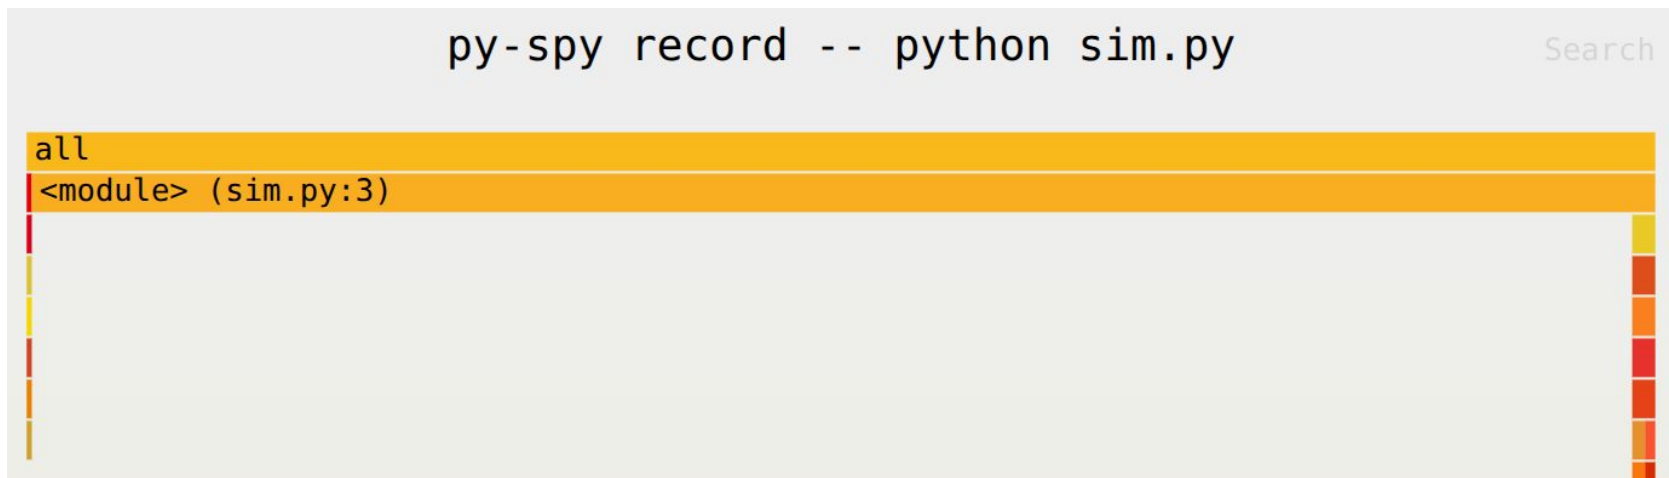 py-spy record -- python sim.py
Search
all
<module> (sim.py:3)